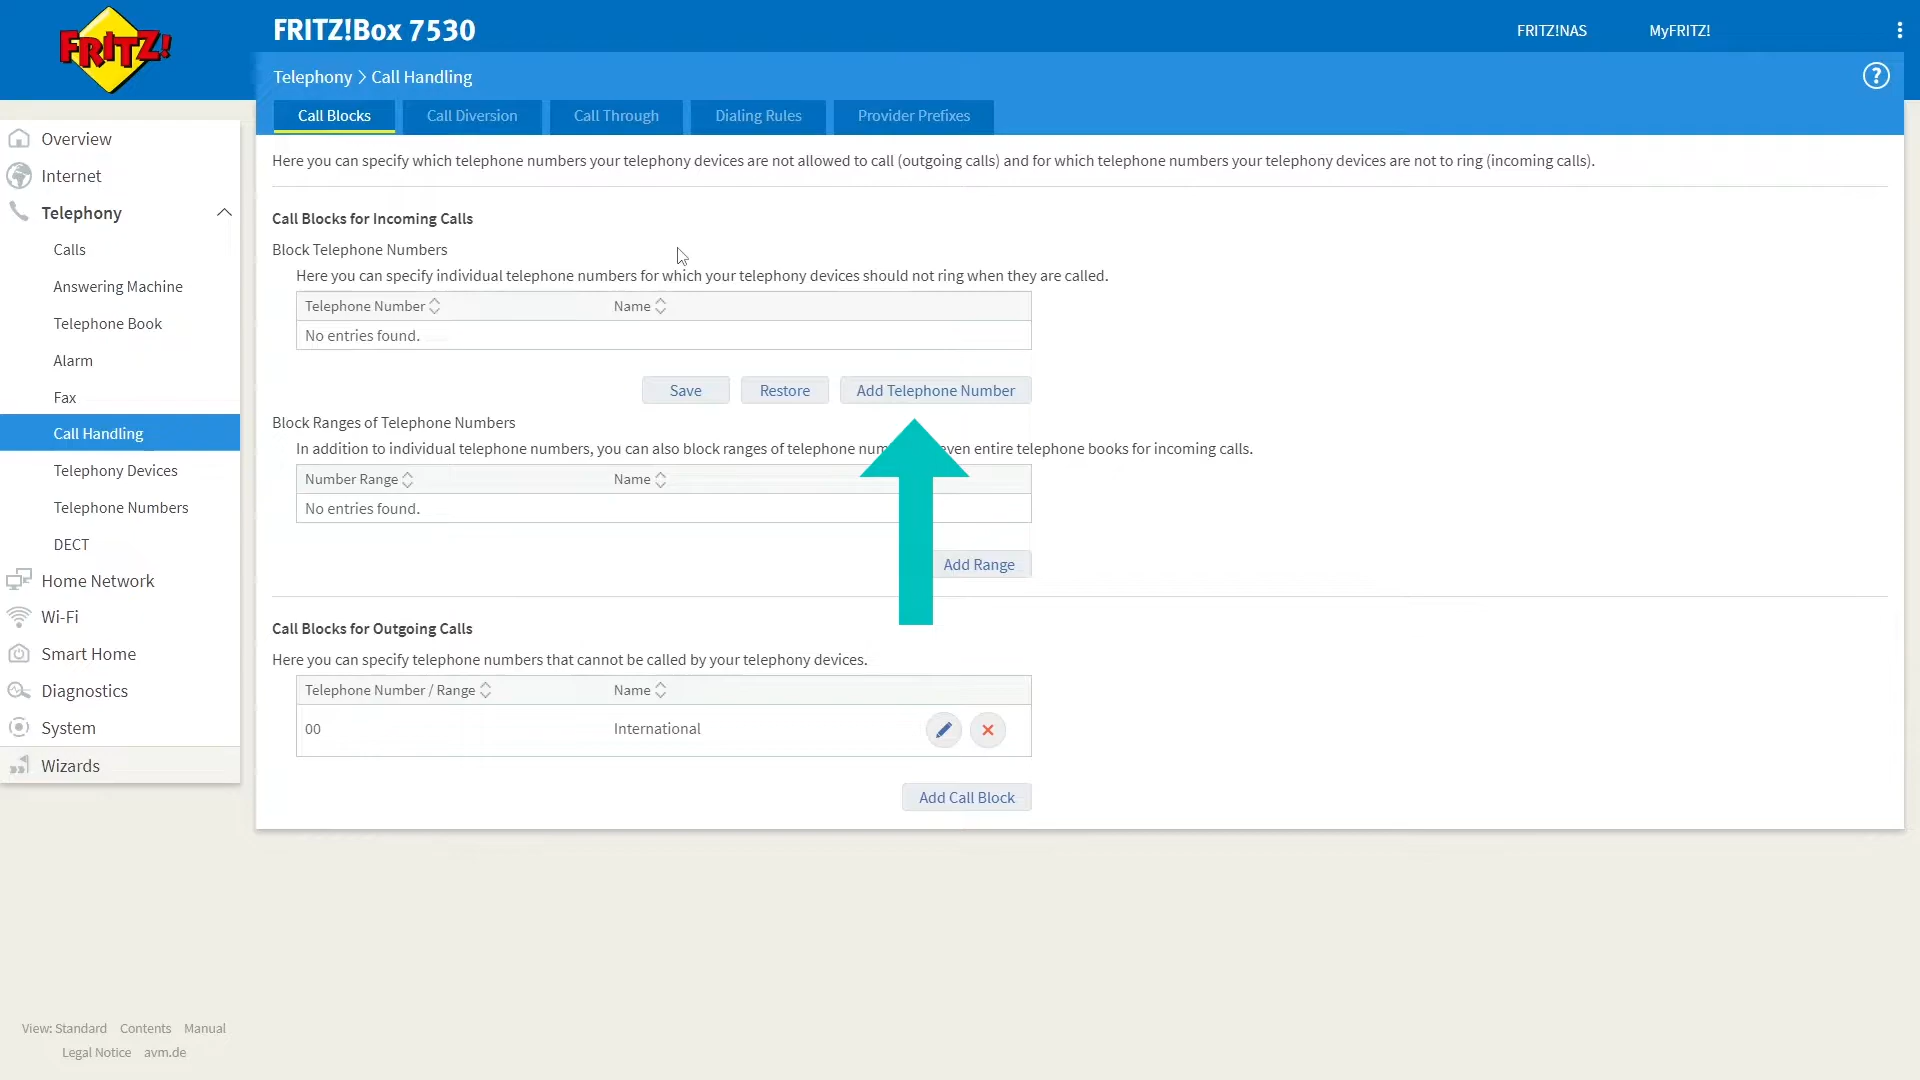 FRITZ!
FRITZ!Box 7530
FRITZ!NAS
MyFRITZ!
Telephony > Call Handling
?
Call Blocks
Call Diversion
Call Through
Dialing Rules
Provider Prefixes
Overview
Internet
Telephony
Calls
Answering Machine
Telephone Book
Alarm
Fax
Call Handling
Telephony Devices
Telephone Numbers
DECT
Home Network
Wi-Fi
Smart Home
Diagnostics
System
Wizards
View: Standard Contents Manual
Legal Notice avm.de
Here you can specify which telephone numbers your telephony devices are not allowed to call (outgoing calls) and for which telephone numbers your telephony devices are not to ring (incoming calls).
Call Blocks for Incoming Calls
Block Telephone Numbers
Here you can specify individual telephone numbers for which your telephony devices should not ring when they are called.
Telephone Number Name
No entries found.
Save Restore Add Telephone Number
Block Ranges of Telephone Numbers
In addition to individual telephone numbers, you can also block ranges of telephone even entire telephone books for incoming calls.
Number Range Name
No entries found.
Add Range
Call Blocks for Outgoing Calls
Here you can specify telephone numbers that cannot be called by your telephony devices.
Telephone Number / Range Name
00 International
Add Call Block